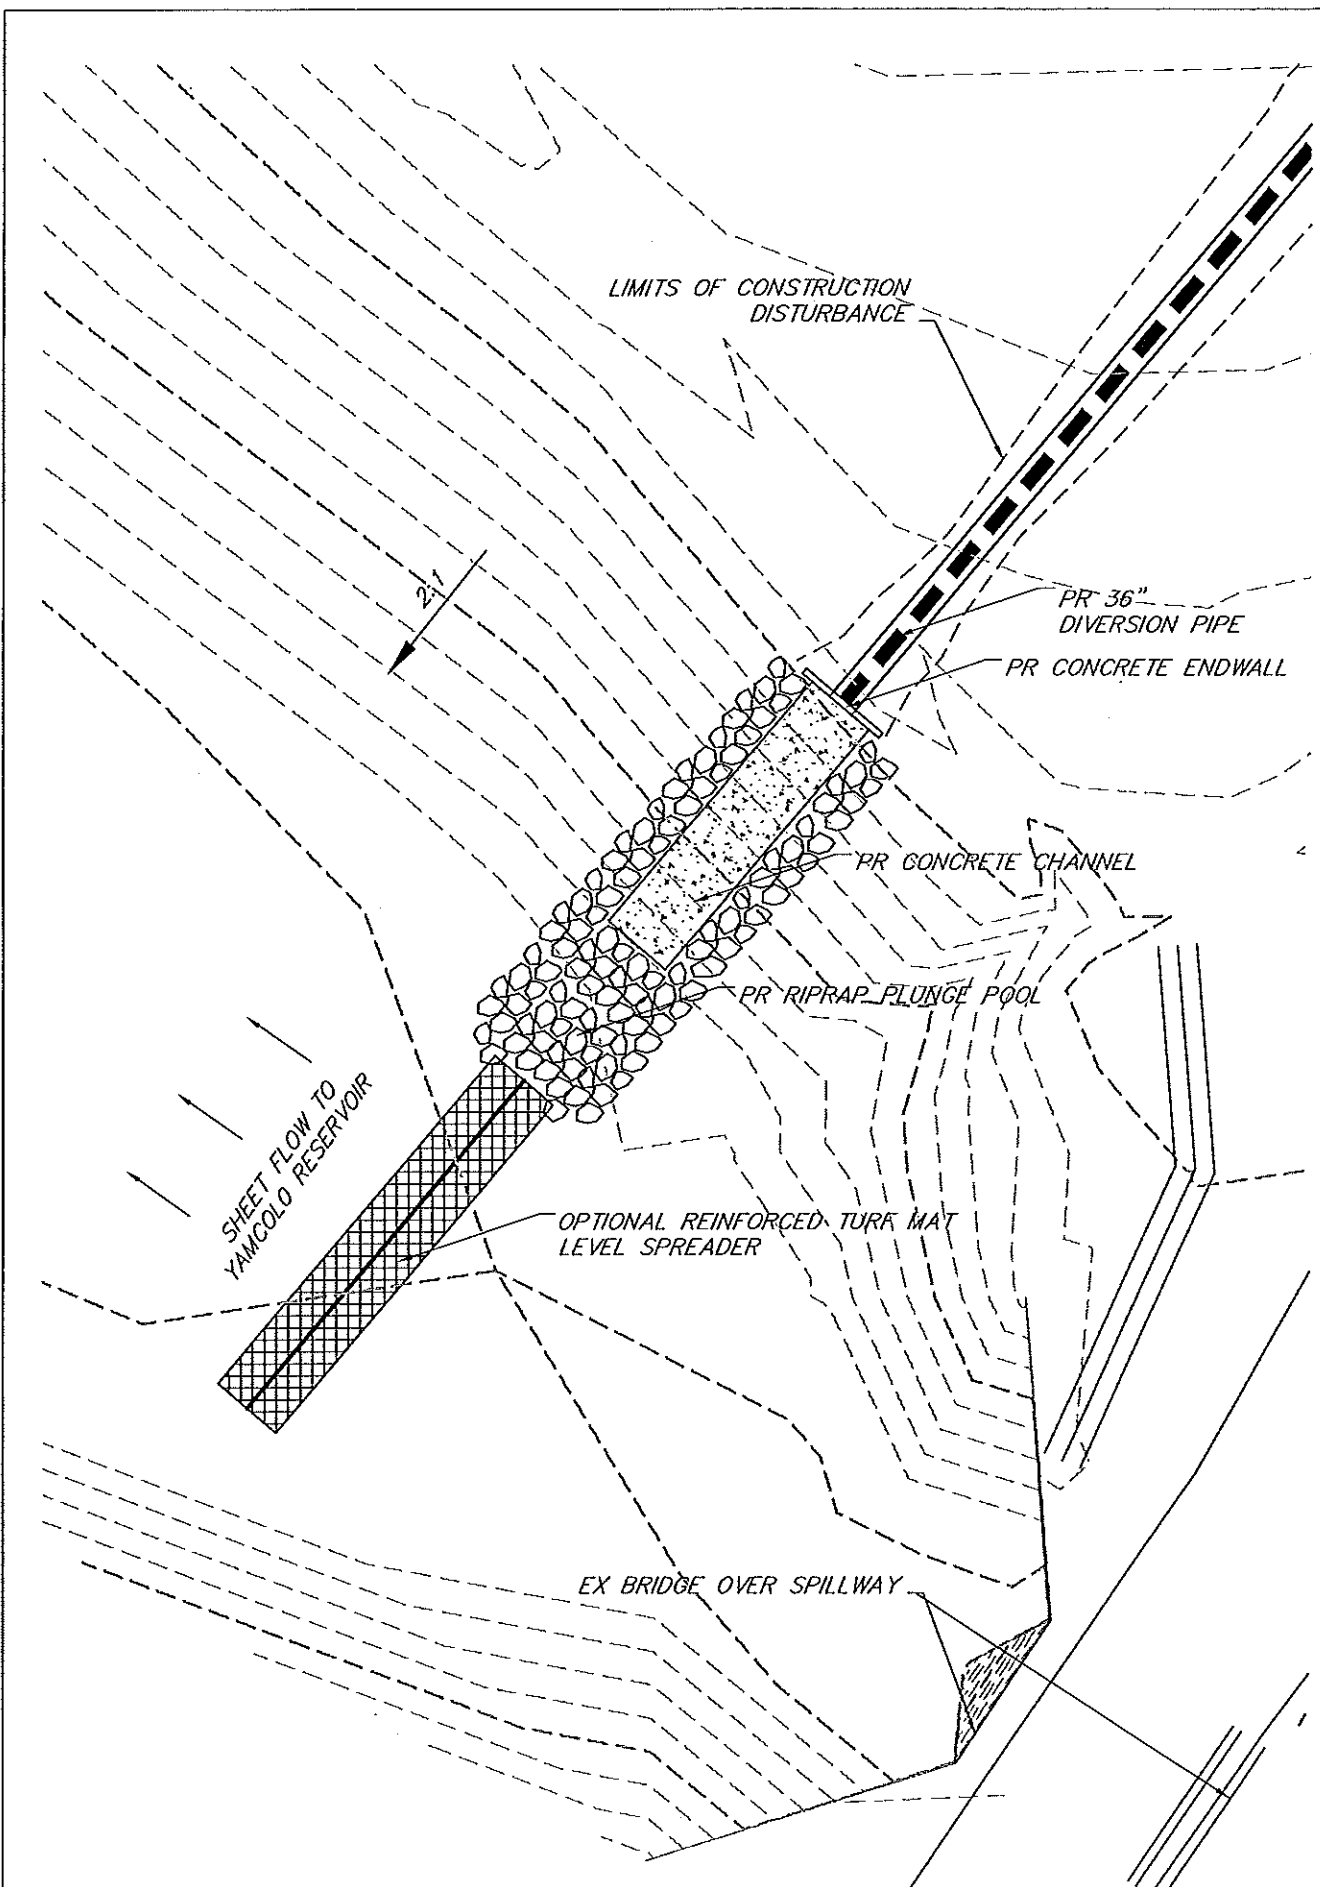 LIMITS OF CONSTRUCTION
DISTURBANCE
2:1
PR 36"
DIVERSION PIPE
PR CONCRETE ENDWALL
PR CONCRETE CHANNEL
PR RIPRAP PLUNGE POOL
SHEET FLOW TO
YAMCOLO RESERVOIR
OPTIONAL REINFORCED TURF MAT
LEVEL SPREADER
EX BRIDGE OVER SPILLWAY